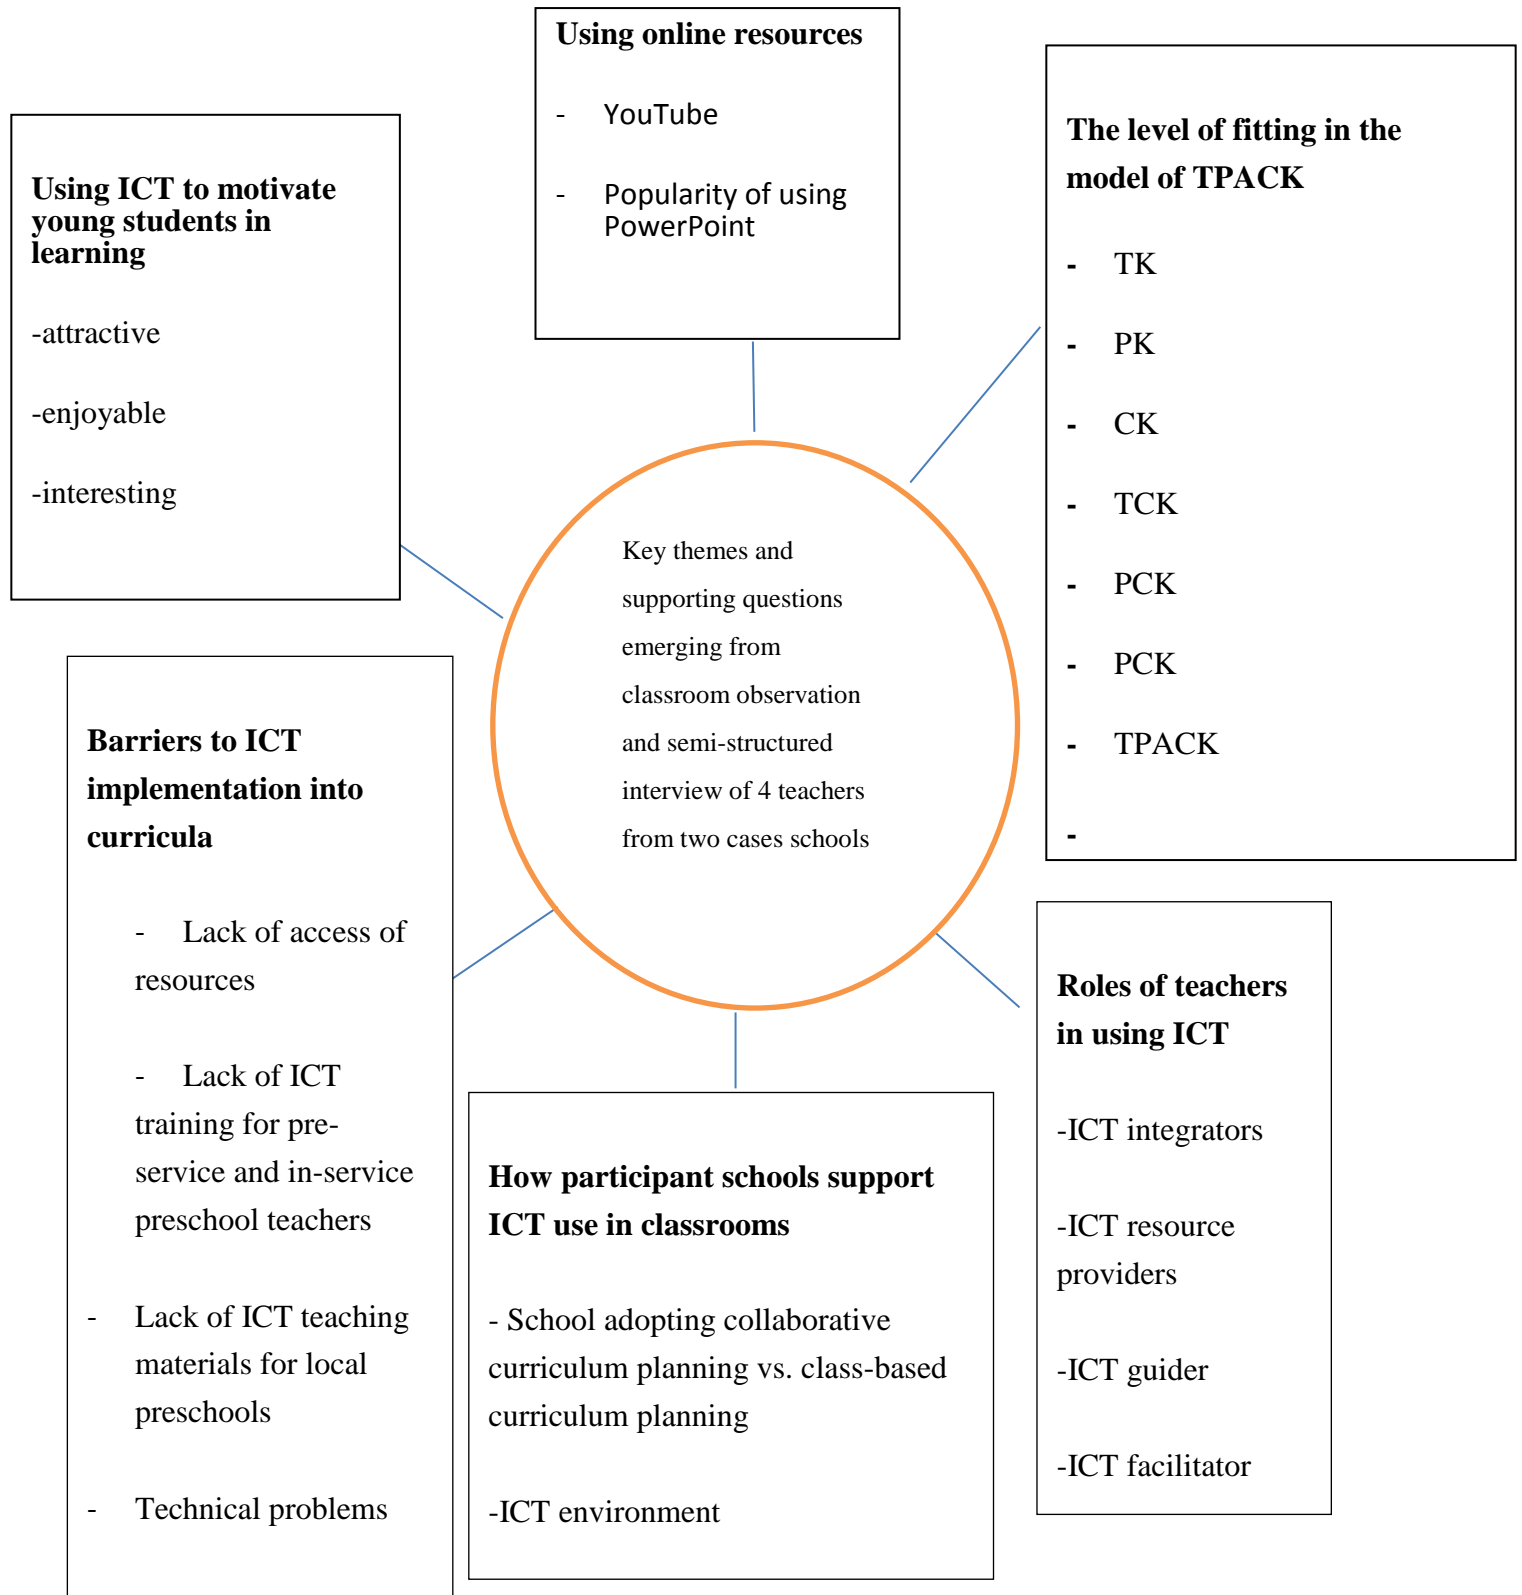 Using online resources
- YouTube
- Popularity of using
PowerPoint
The level of fitting in the
model of TPACK
- TK
- PK
- CK
- TCK
- PCK
- PCK
- TPACK
-
Using ICT to motivate
young students in
learning
-attractive
-enjoyable
-interesting
Key themes and
supporting questions
emerging from
classroom observation
and semi-structured
interview of 4 teachers
from two cases schools
Barriers to ICT
implementation into
curricula
- Lack of access of
resources
- Lack of ICT
training for pre-
service and in-service
preschool teachers
- Lack of ICT teaching
materials for local
preschools
- Technical problems
How participant schools support
ICT use in classrooms
- School adopting collaborative
curriculum planning vs. class-based
curriculum planning
-ICT environment
Roles of teachers
in using ICT
-ICT integrators
-ICT resource
providers
-ICT guider
-ICT facilitator